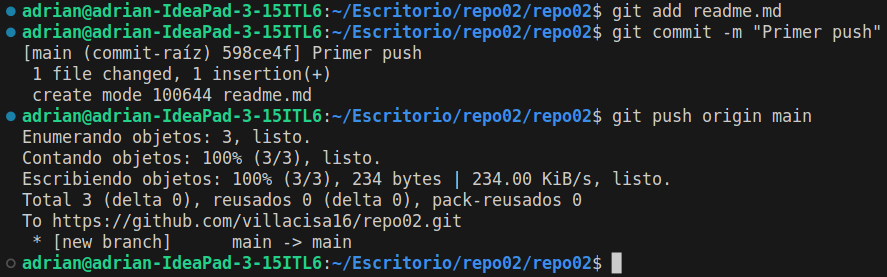 adrian@adrian-IdeaPad-3-15ITL6:~/Escritorio/repo02/repo02$ git add readme.md
adrian@adrian-IdeaPad-3-15ITL6:~/Escritorio/repo02/repo02$ git commit -m "Primer push"
[main (commit-raíz) 598ce4f] Primer push
 1 file changed, 1 insertion(+)
 create mode 100644 readme.md
adrian@adrian-IdeaPad-3-15ITL6:~/Escritorio/repo02/repo02$ git push origin main
Enumerando objetos: 3, listo.
Contando objetos: 100% (3/3), listo.
Escribiendo objetos: 100% (3/3), 234 bytes | 234.00 KiB/s, listo.
Total 3 (delta 0), reusados 0 (delta 0), pack-reusados 0
To https://github.com/villacisa16/repo02.git
 * [new branch]      main -> main
adrian@adrian-IdeaPad-3-15ITL6:~/Escritorio/repo02/repo02$